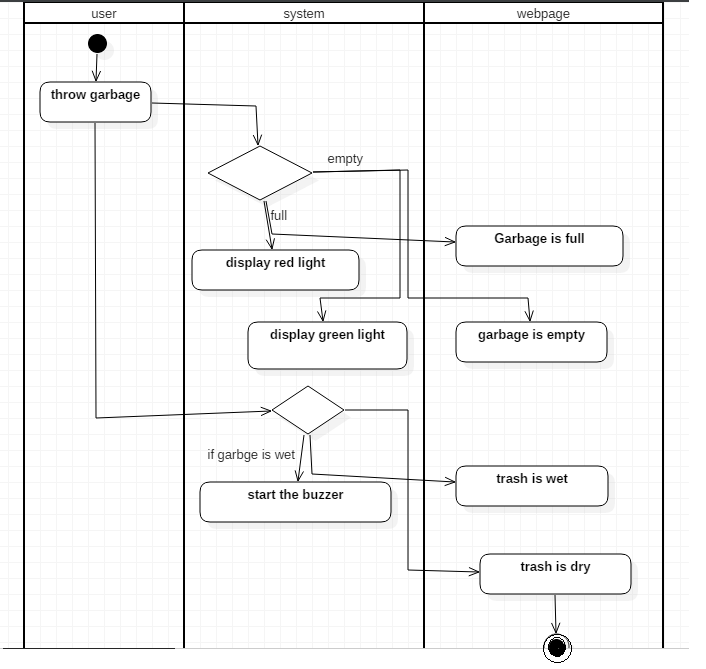 user
system
webpage
throw garbage
empty
full
Garbage is full
display red light
display green light
garbage is empty
if garbge is wet
trash is wet
start the buzzer
trash is dry